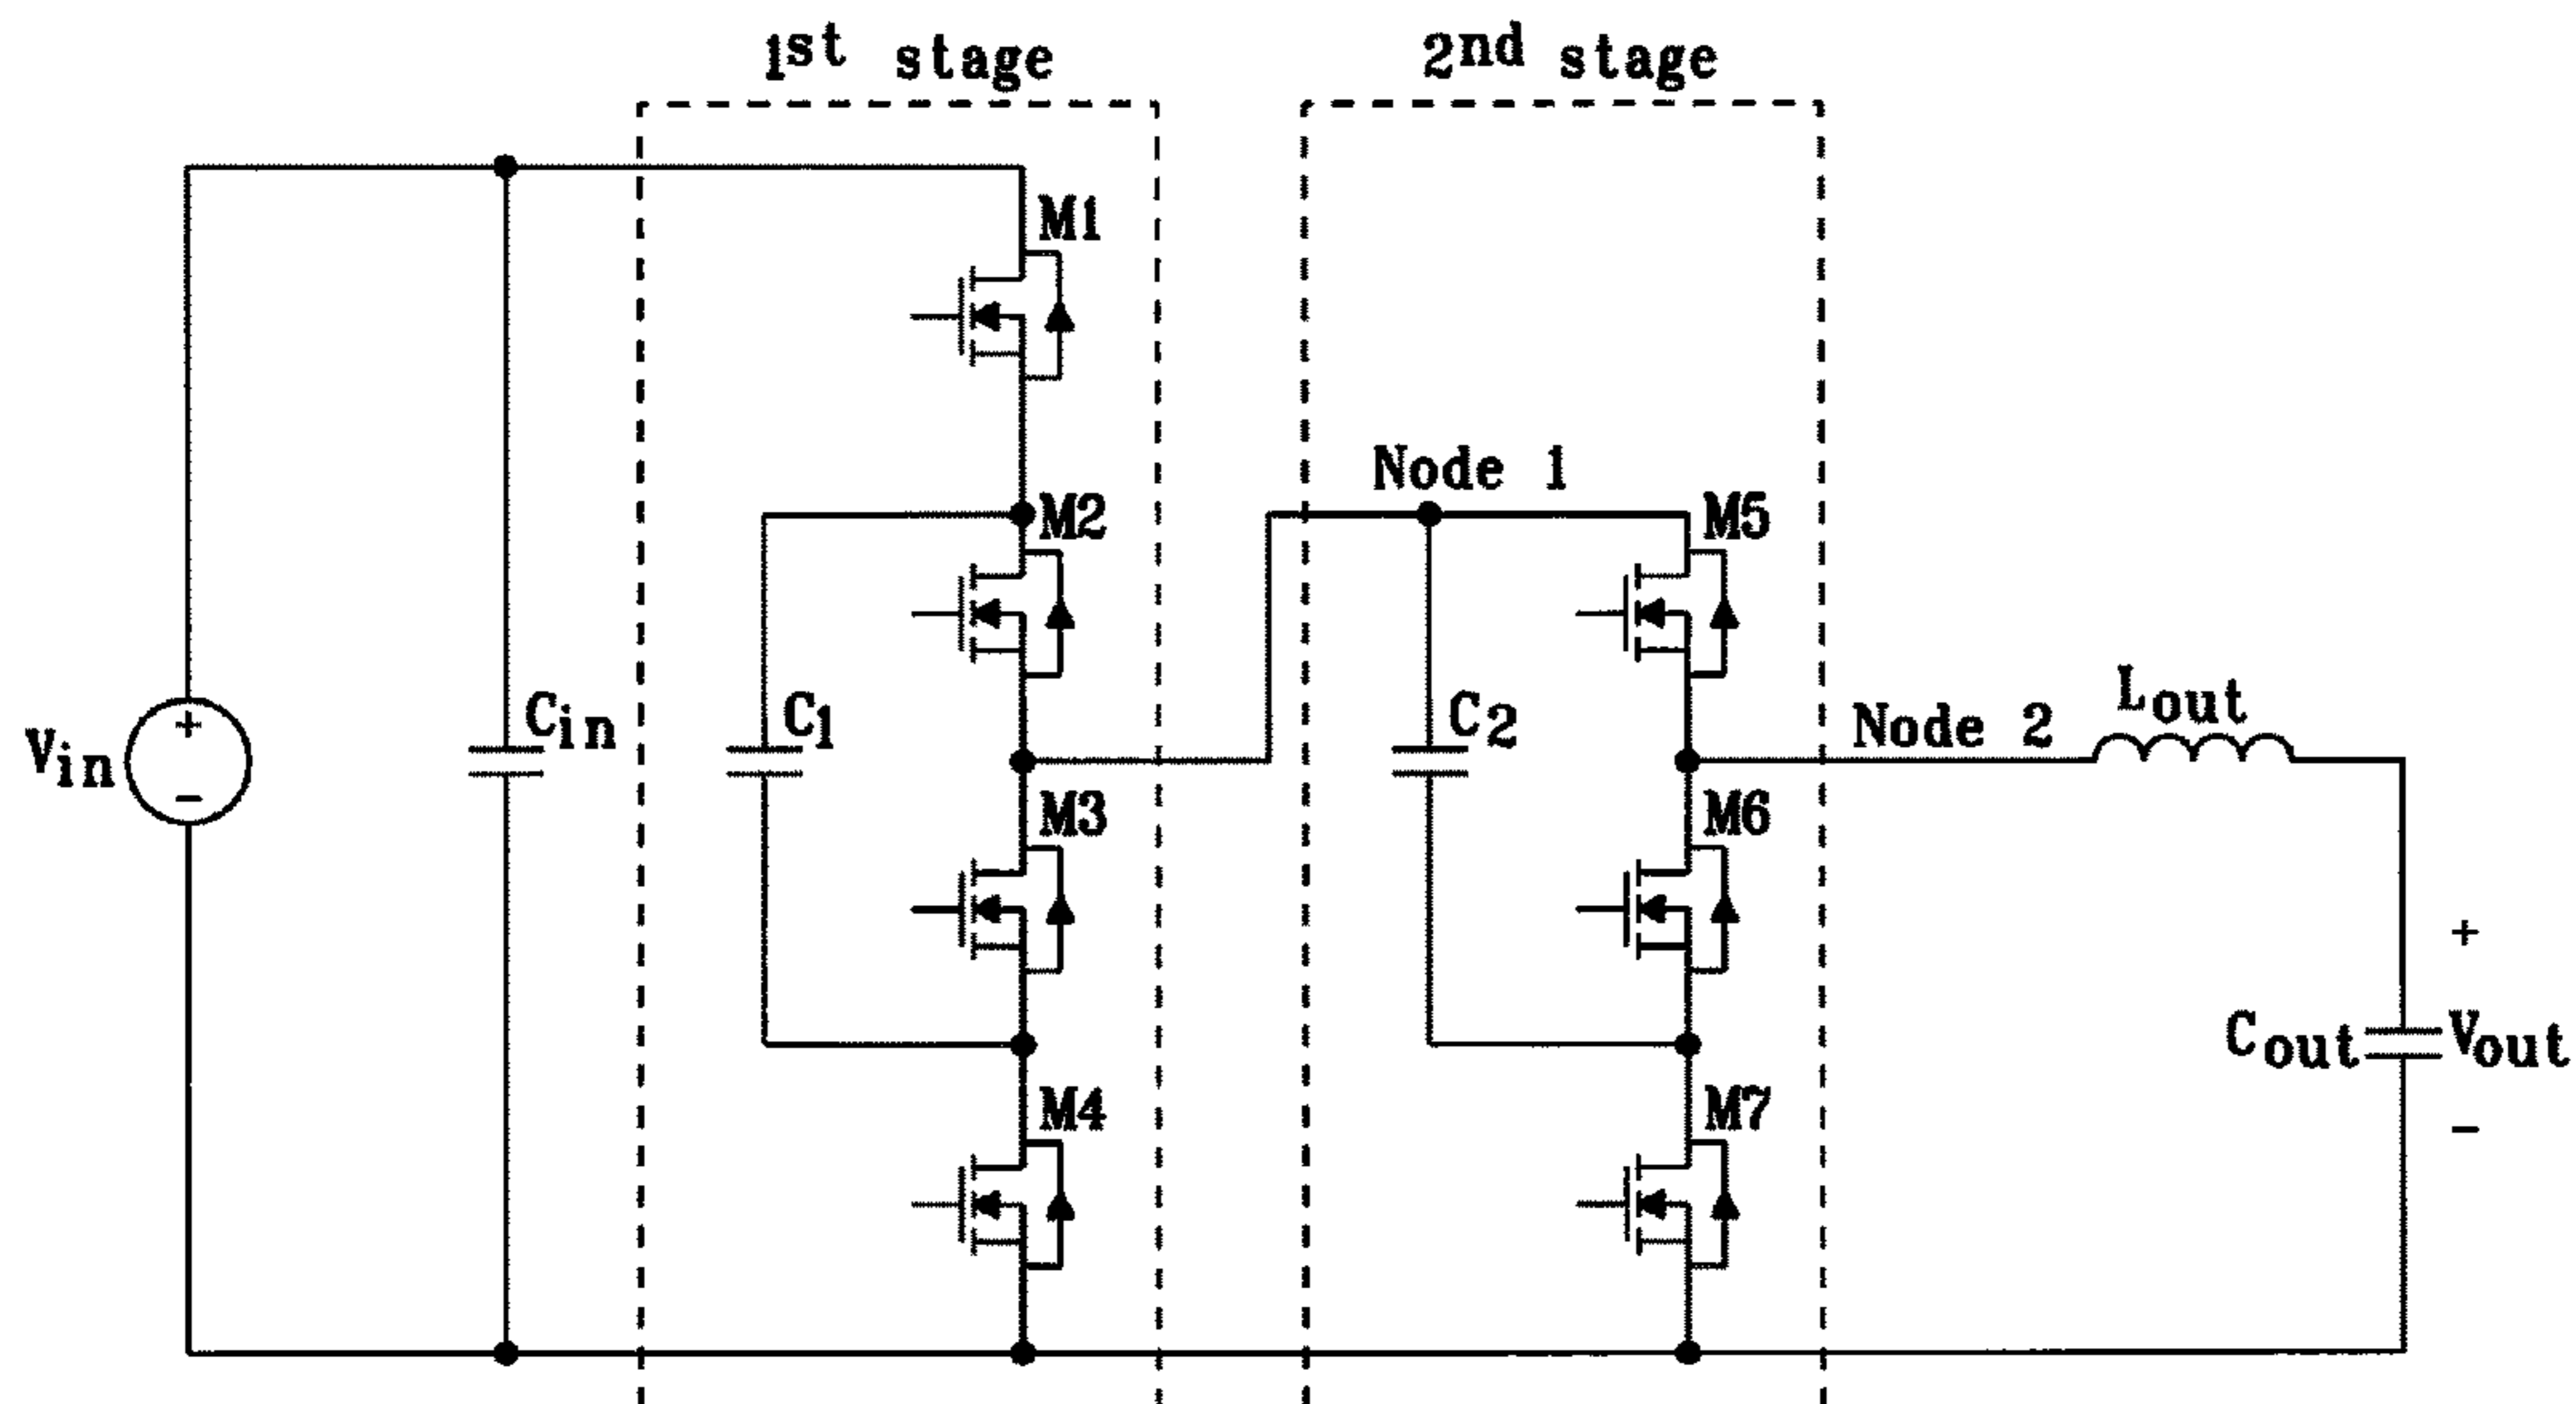 1st stage
2nd stage
M1
Node 1
M2
M5
Vin
+
-
Cin
C1
C2
Node 2
Lout
M3
M6
+
Cout
Vout
-
M4
M7